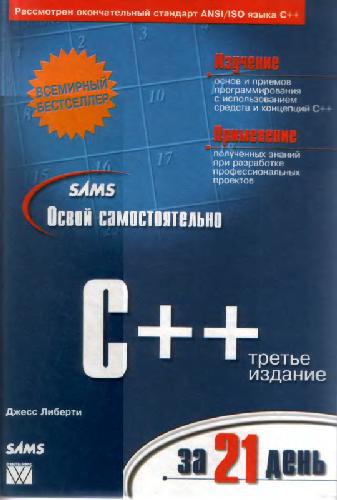 Рассмотрен окончательный стандарт ANSI/ISO языка C++
ВСЕМИРНЫЙ
БЕСТСЕЛЛЕР
Изучение
основ и приемов
программирования
с использованием
средств и концепций C++
Применение
полученных знаний
при разработке
профессиональных
проектов
SAMS
Освой самостоятельно
C++
третье
издание
Джесс Либерти
SAMS
за 21 день